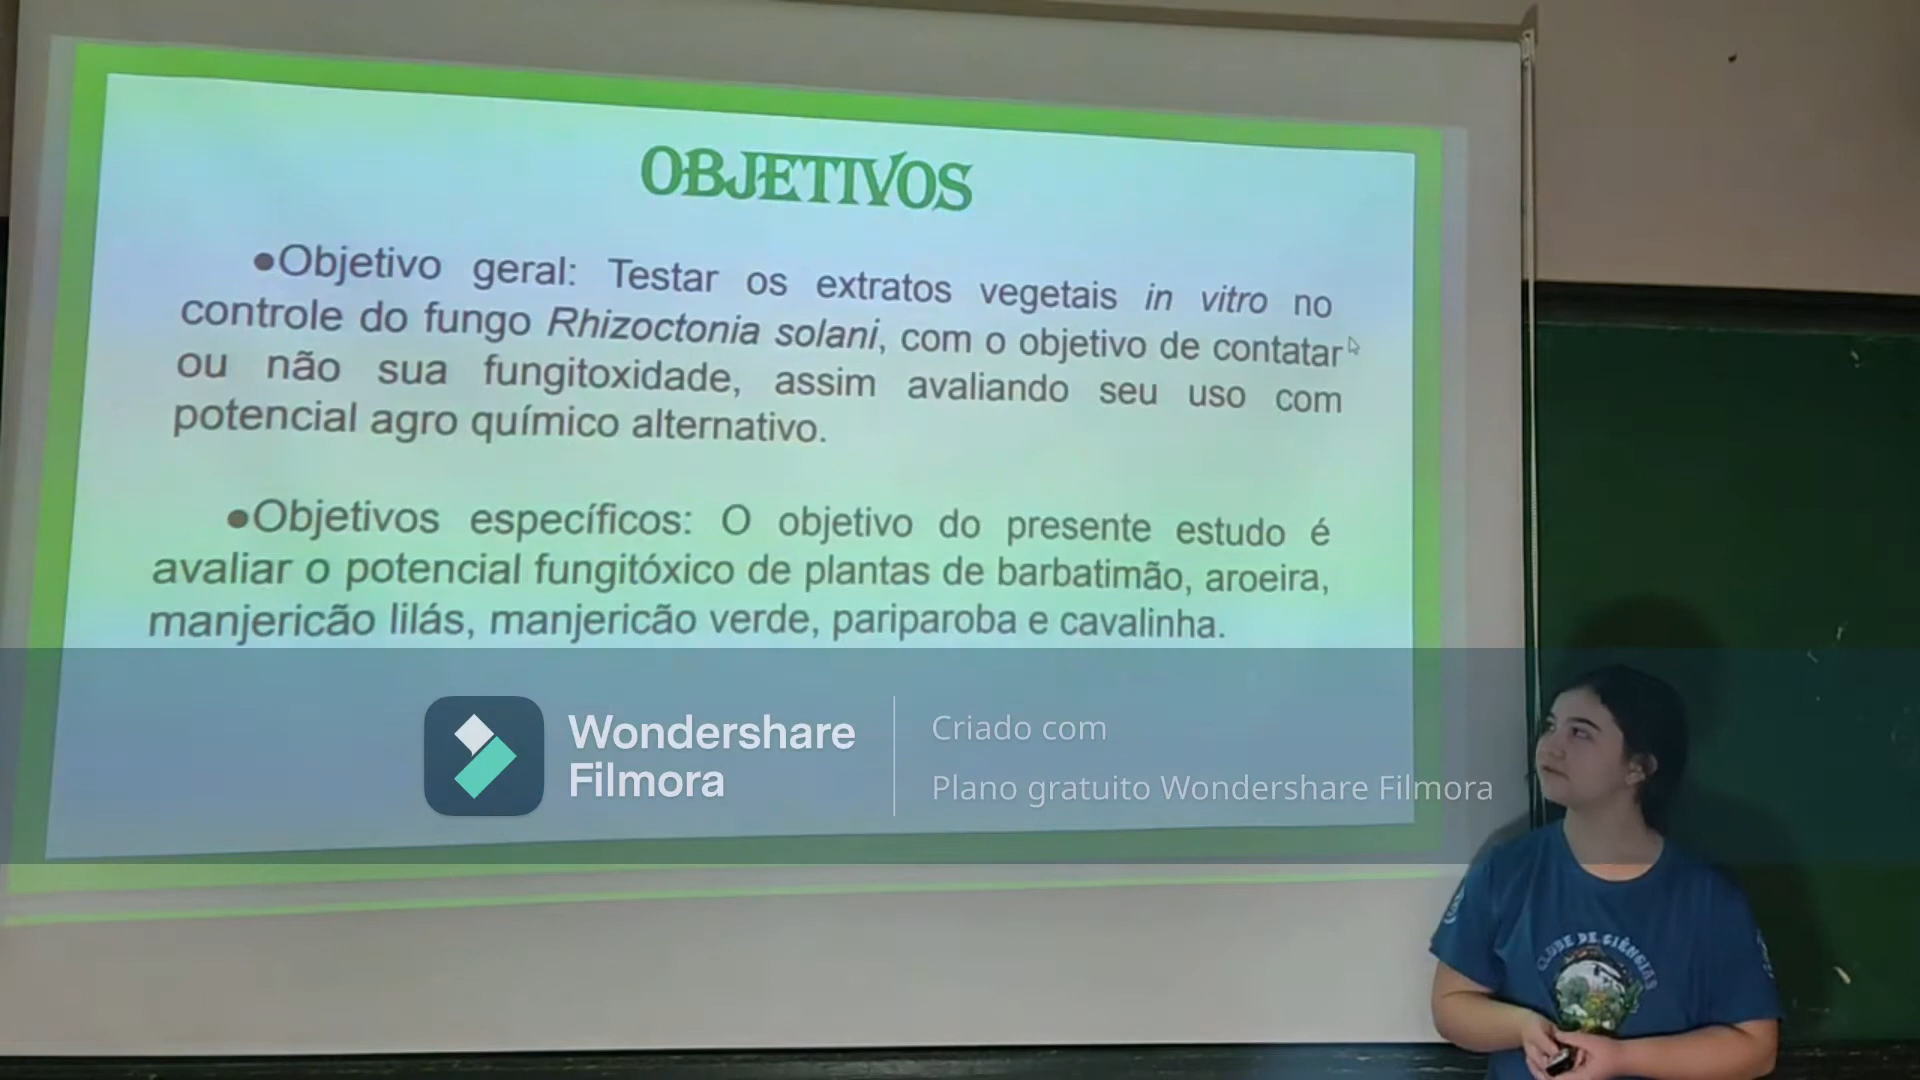 OBJETIVOS
●Objetivo geral: Testar os extratos vegetais in vitro no
controle do fungo Rhizoctonia solani, com o objetivo de contatar
ou não sua fungitoxidade, assim avaliando seu uso com
potencial agro químico alternativo.
●Objetivos específicos: O objetivo do presente estudo é
avaliar o potencial fungitóxico de plantas de barbatimão, aroeira,
manjericão lilás, manjericão verde, pariparoba e cavalinha.
Wondershare
Filmora
Criado com
Plano gratuito Wondershare Filmora
CLUBE DE CIÊNCIAS